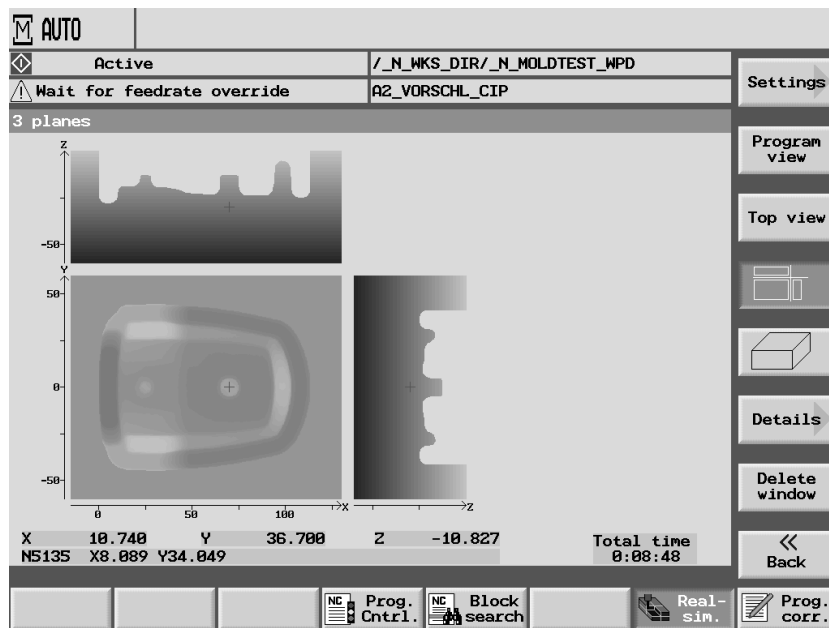 M AUTO
Active
/_N_WKS_DIR/_N_MOLDTEST_WPD
Wait for feedrate override
A2_VORSCHL_CIP
3 planes
Z
-50
Y
50
0
-50
0
50
100
X
Z
X 10.740 Y 36.700 Z -10.827
N5135 X8.089 Y34.049
Total time
0:08:48
Settings
Program
view
Top view
Details
Delete
window
<<
Back
NC Prog.
Cntrl.
NC Block
search
Real-
sim.
Prog.
corr.